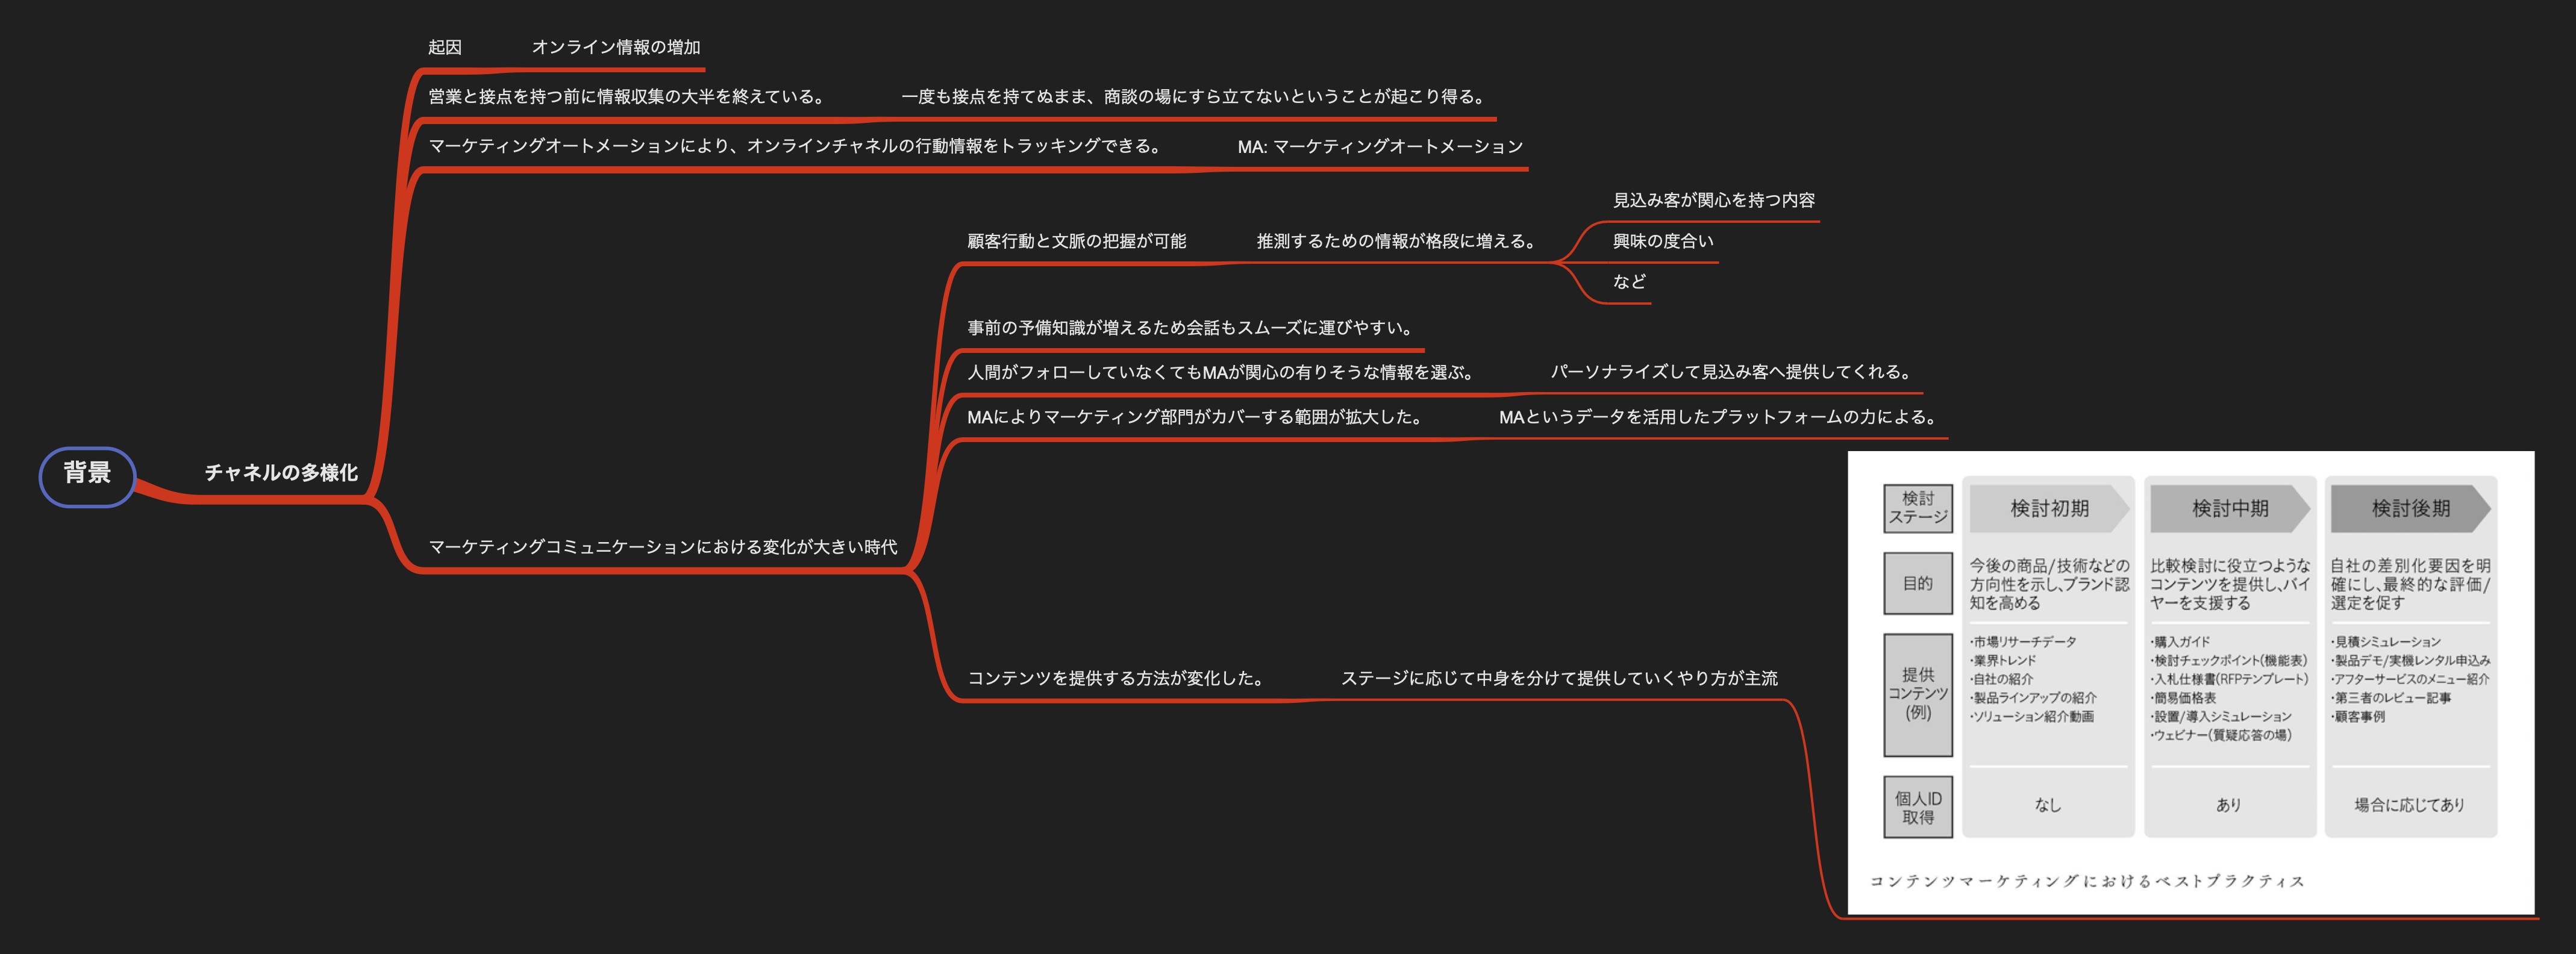 背景
チャネルの多様化
起因
オンライン情報の増加
営業と接点を持つ前に情報収集の大半を終えている。
一度も接点を持てぬまま、商談の場にすら立てないということが起こり得る。
マーケティングオートメーションにより、オンラインチャネルの行動情報をトラッキングできる。
MA: マーケティングオートメーション
マーケティングコミュニケーションにおける変化が大きい時代
顧客行動と文脈の把握が可能
推測するための情報が格段に増える。
見込み客が関心を持つ内容
興味の度合い
など
事前の予備知識が増えるため会話もスムーズに運びやすい。
人間がフォローしていなくてもMAが関心の有りそうな情報を選ぶ。
パーソナライズして見込み客へ提供してくれる。
MAによりマーケティング部門がカバーする範囲が拡大した。
MAというデータを活用したプラットフォームの力による。
コンテンツを提供する方法が変化した。
ステージに応じて中身を分けて提供していくやり方が主流
検討
ステージ
検討初期
検討中期
検討後期
目的
今後の商品/技術などの
方向性を示し、ブランド認
知を高める
比較検討に役立つような
コンテンツを提供し、バイ
ヤーを支援する
自社の差別化要因を明
確にし、最終的な評価/
選定を促す
提供
コンテンツ
(例)
・市場リサーチデータ
・業界トレンド
・自社の紹介
・製品ラインアップの紹介
・ソリューション紹介動画
・購入ガイド
・検討チェックポイント(機能表)
・入札仕様書(RFPテンプレート)
・簡易価格表
・設置/導入シミュレーション
・ウェビナー(質疑応答の場)
・見積シミュレーション
・製品デモ/実機レンタル申込み
・アフターサービスのメニュー紹介
・第三者のレビュー記事
・顧客事例
個人ID
取得
なし
あり
場合に応じてあり
コンテンツマーケティングにおけるベストプラクティス